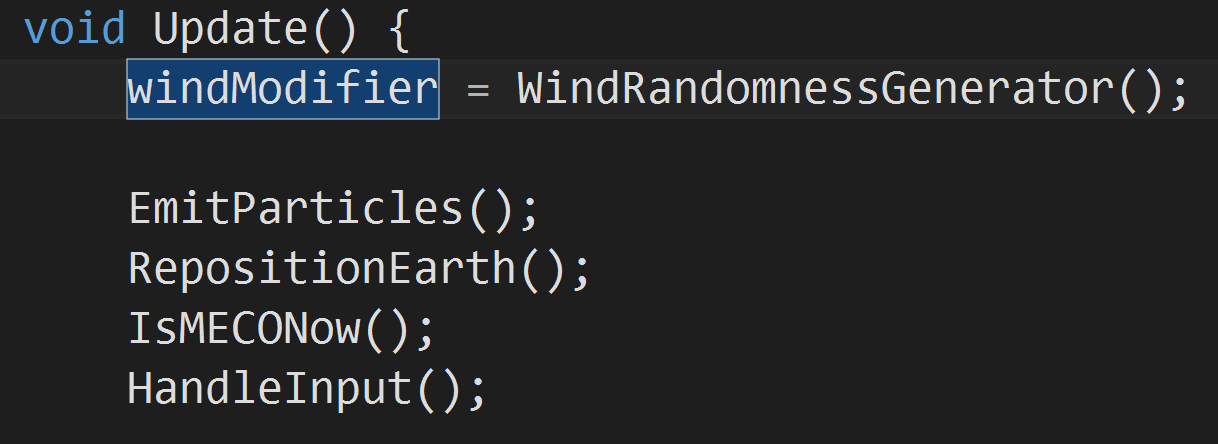 void Update() {
windModifier = WindRandomnessGenerator();
EmitParticles();
RepositionEarth();
IsMECONow();
HandleInput();